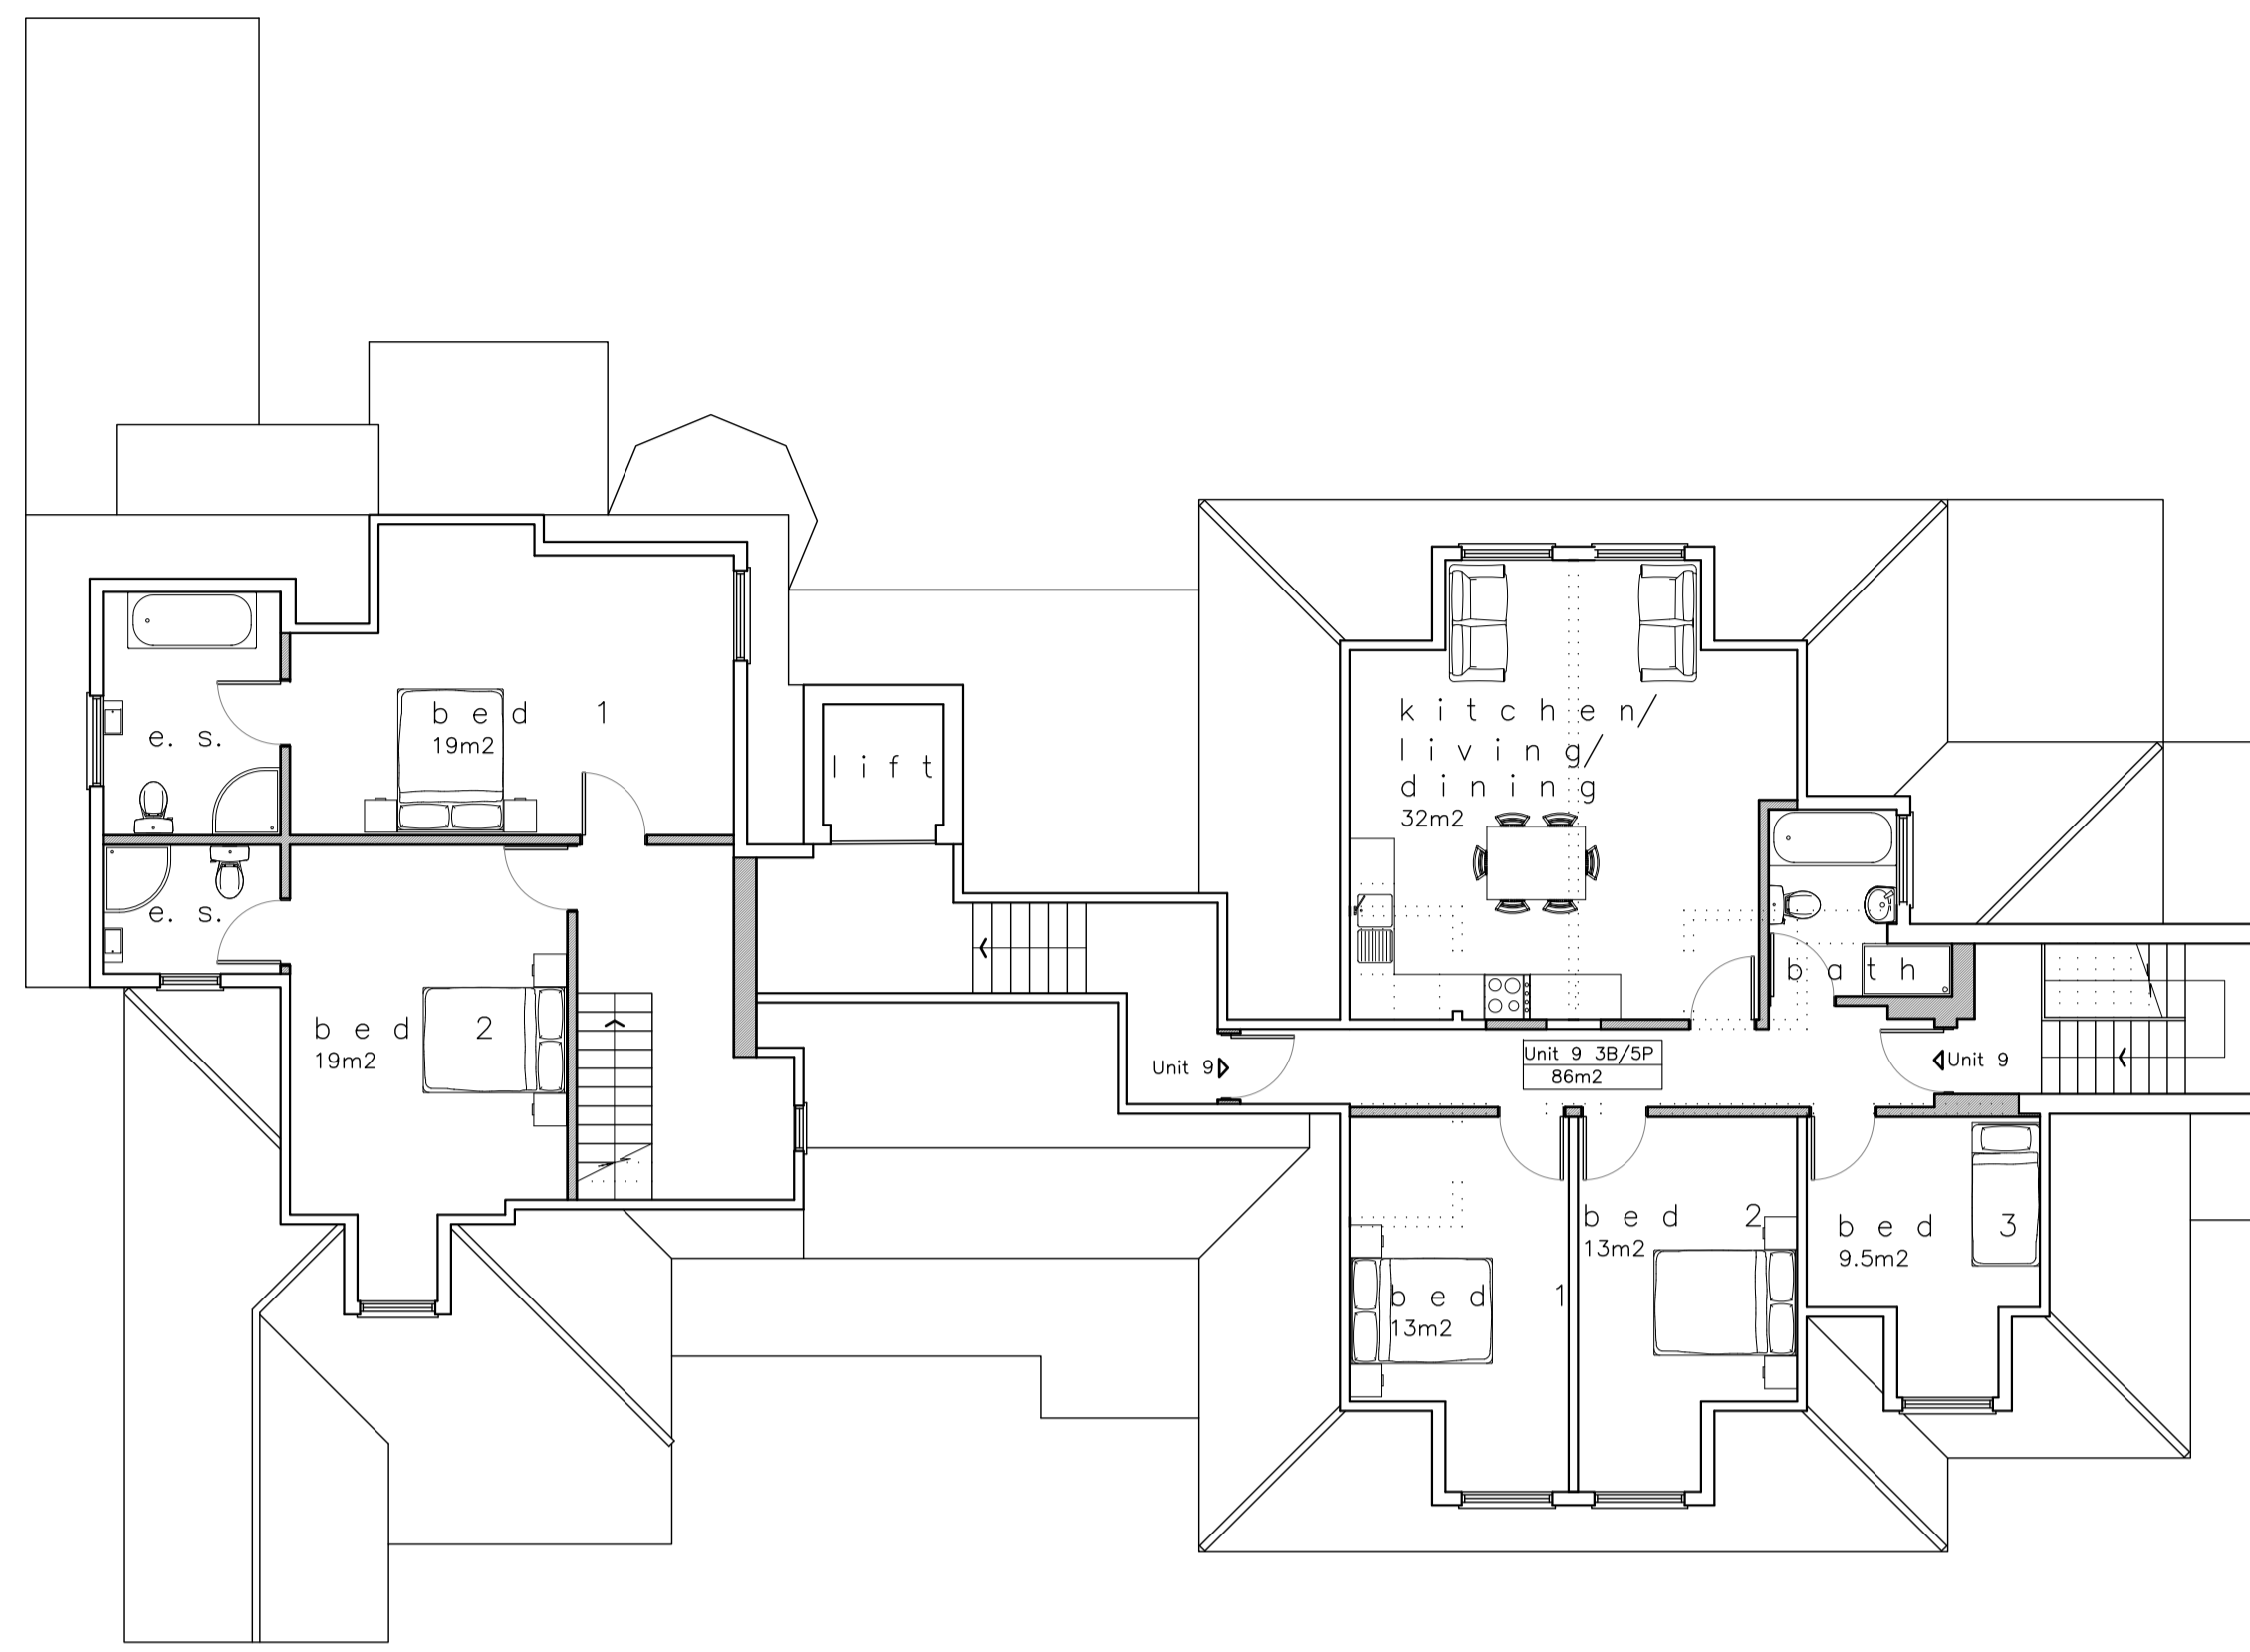 bed 1
19m2
e. s.
lift
e. s.
bed 2
19m2
kitchen/
living/
dining
32m2
bath
Unit 9
Unit 9 3B/5P
86m2
Unit 9
bed 1
13m2
bed 2
13m2
bed 3
9.5m2